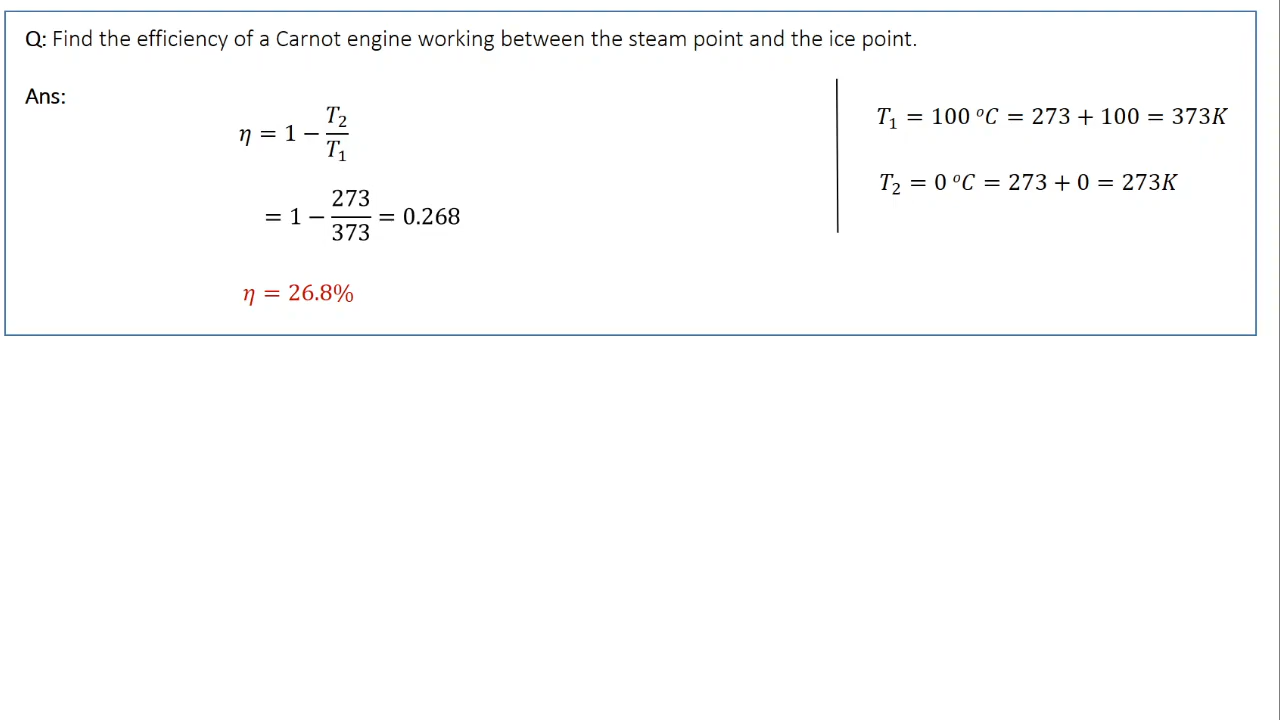 Q: Find the efficiency of a Carnot engine working between the steam point and the ice point.
Ans:
η = 1 − T₂/T₁
= 1 − 273/373 = 0.268
η = 26.8%
T₁ = 100 °C = 273 + 100 = 373K
T₂ = 0 °C = 273 + 0 = 273K